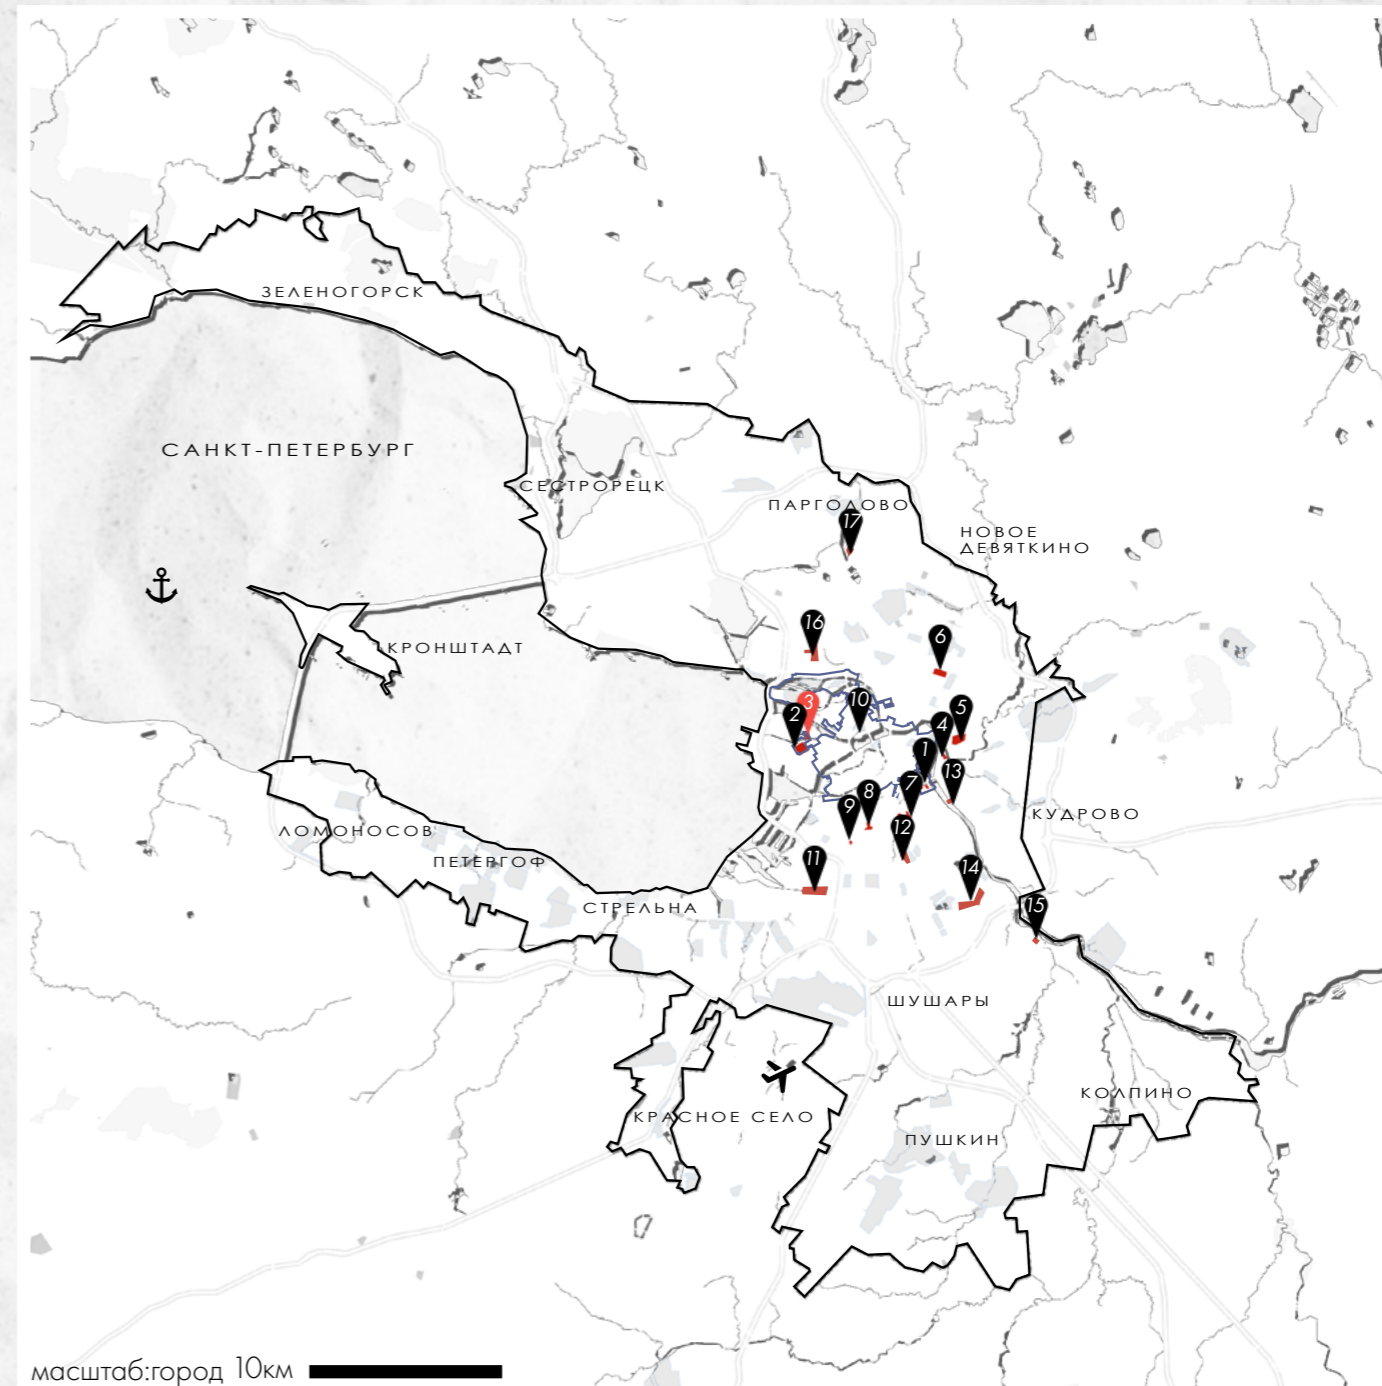 ЗЕЛЕНОГОРСК
САНКТ-ПЕТЕРБУРГ
СЕСТРОРЕЦК
ПАРГОЛОВО
17
НОВОЕ
ДЕВЯТКИНО
16
6
КРОНШТАДТ
3
10
2
5
4
1
13
7
8
9
12
КУДРОВО
ЛОМОНОСОВ
ПЕТЕРГОФ
11
14
СТРЕЛЬНА
15
ШУШАРЫ
КОЛПИНО
КРАСНОЕ СЕЛО
ПУШКИН
масштаб:город 10км